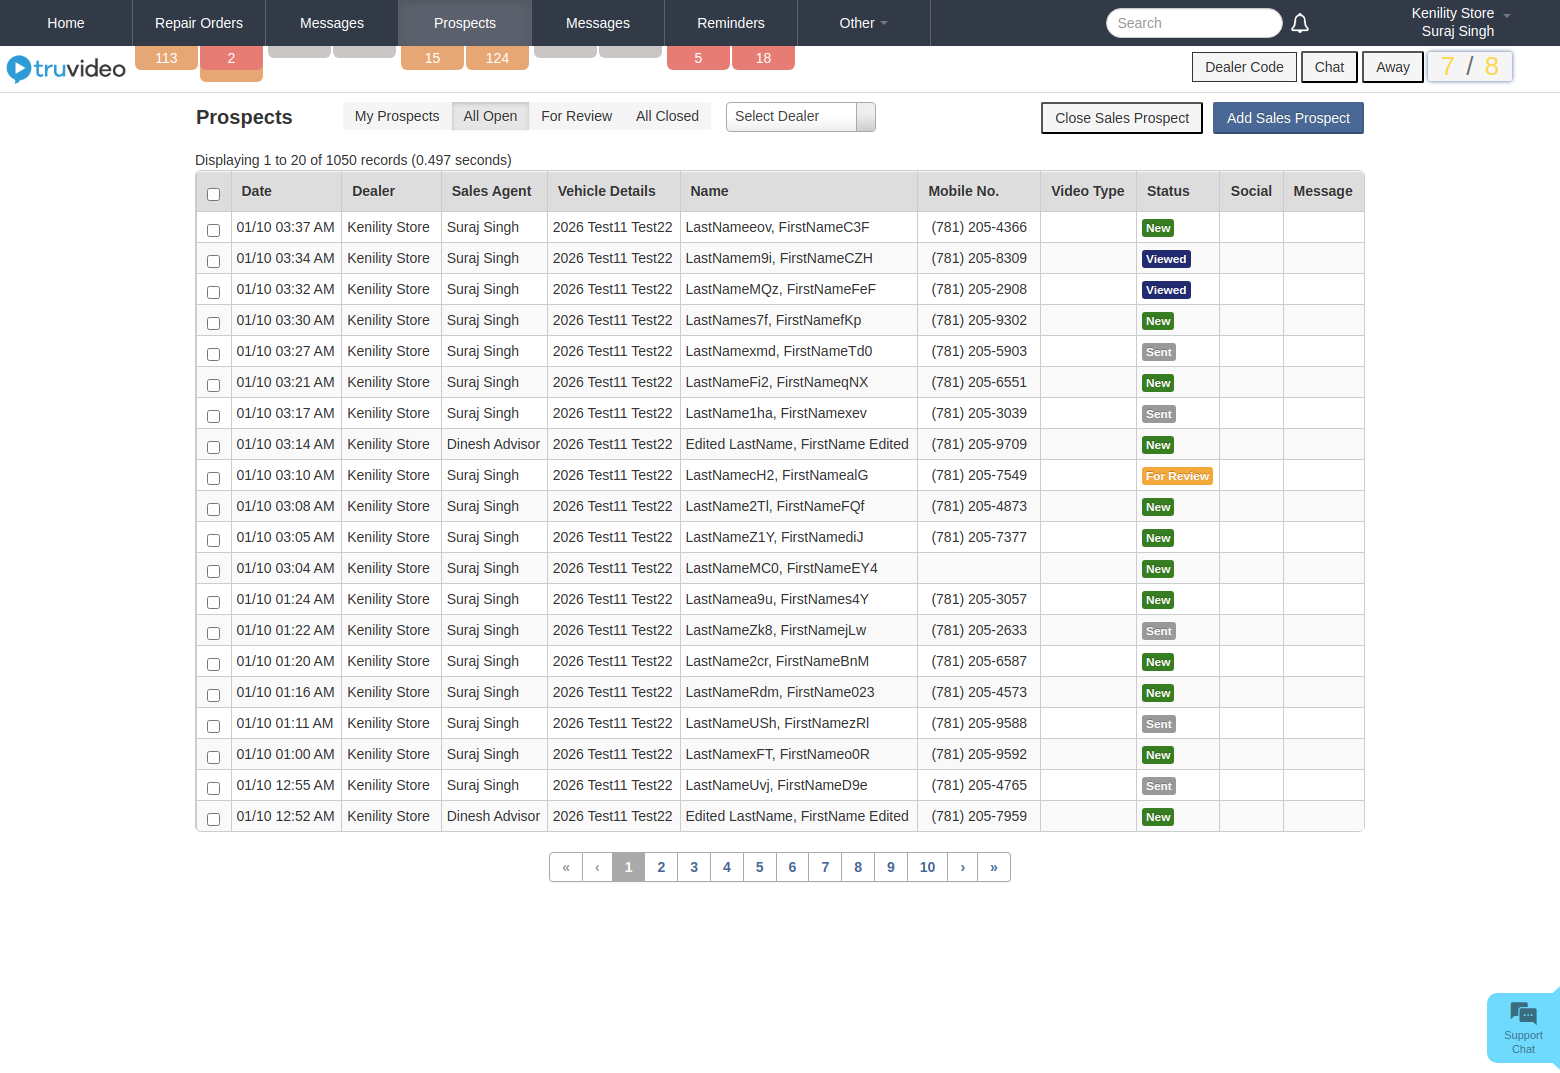 Home Repair Orders Messages Prospects Messages Reminders Other Search Kenility Store
Suraj Singh
truvideo 113 2 15 124 5 18 Dealer Code Chat Away 7 / 8
Prospects My Prospects All Open For Review All Closed Select Dealer Close Sales Prospect Add Sales Prospect
Displaying 1 to 20 of 1050 records (0.497 seconds)
Date Dealer Sales Agent Vehicle Details Name Mobile No. Video Type Status Social Message
01/10 03:37 AM Kenility Store Suraj Singh 2026 Test11 Test22 LastNameeov, FirstNameC3F (781) 205-4366 New
01/10 03:34 AM Kenility Store Suraj Singh 2026 Test11 Test22 LastNamem9i, FirstNameCZH (781) 205-8309 Viewed
01/10 03:32 AM Kenility Store Suraj Singh 2026 Test11 Test22 LastNameMQz, FirstNameFeF (781) 205-2908 Viewed
01/10 03:30 AM Kenility Store Suraj Singh 2026 Test11 Test22 LastNames7f, FirstNamefKp (781) 205-9302 New
01/10 03:27 AM Kenility Store Suraj Singh 2026 Test11 Test22 LastNamexmd, FirstNameTd0 (781) 205-5903 Sent
01/10 03:21 AM Kenility Store Suraj Singh 2026 Test11 Test22 LastNameFi2, FirstNameqNX (781) 205-6551 New
01/10 03:17 AM Kenility Store Suraj Singh 2026 Test11 Test22 LastName1ha, FirstNamexev (781) 205-3039 Sent
01/10 03:14 AM Kenility Store Dinesh Advisor 2026 Test11 Test22 Edited LastName, FirstName Edited (781) 205-9709 New
01/10 03:10 AM Kenility Store Suraj Singh 2026 Test11 Test22 LastNamecH2, FirstNamealG (781) 205-7549 For Review
01/10 03:08 AM Kenility Store Suraj Singh 2026 Test11 Test22 LastName2Tl, FirstNameFQf (781) 205-4873 New
01/10 03:05 AM Kenility Store Suraj Singh 2026 Test11 Test22 LastNameZ1Y, FirstNamediJ (781) 205-7377 New
01/10 03:04 AM Kenility Store Suraj Singh 2026 Test11 Test22 LastNameMC0, FirstNameEY4 New
01/10 01:24 AM Kenility Store Suraj Singh 2026 Test11 Test22 LastNamea9u, FirstNames4Y (781) 205-3057 New
01/10 01:22 AM Kenility Store Suraj Singh 2026 Test11 Test22 LastNameZk8, FirstNamejLw (781) 205-2633 Sent
01/10 01:20 AM Kenility Store Suraj Singh 2026 Test11 Test22 LastName2cr, FirstNameBnM (781) 205-6587 New
01/10 01:16 AM Kenility Store Suraj Singh 2026 Test11 Test22 LastNameRdm, FirstName023 (781) 205-4573 New
01/10 01:11 AM Kenility Store Suraj Singh 2026 Test11 Test22 LastNameUSh, FirstNamezRl (781) 205-9588 Sent
01/10 01:00 AM Kenility Store Suraj Singh 2026 Test11 Test22 LastNamexFT, FirstNameo0R (781) 205-9592 New
01/10 12:55 AM Kenility Store Suraj Singh 2026 Test11 Test22 LastNameUvj, FirstNameD9e (781) 205-4765 Sent
01/10 12:52 AM Kenility Store Dinesh Advisor 2026 Test11 Test22 Edited LastName, FirstName Edited (781) 205-7959 New
« ‹ 1 2 3 4 5 6 7 8 9 10 › »
Support
Chat